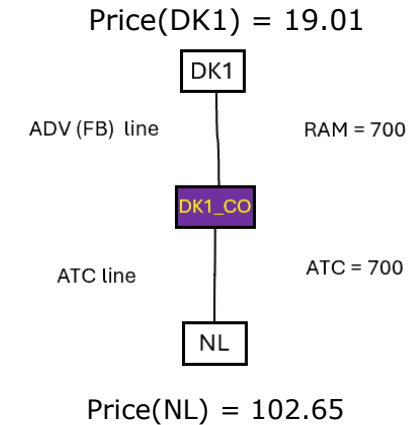 Price(DK1) = 19.01
DK1
ADV (FB) line
RAM = 700
DK1_CO
ATC line
ATC = 700
NL
Price(NL) = 102.65